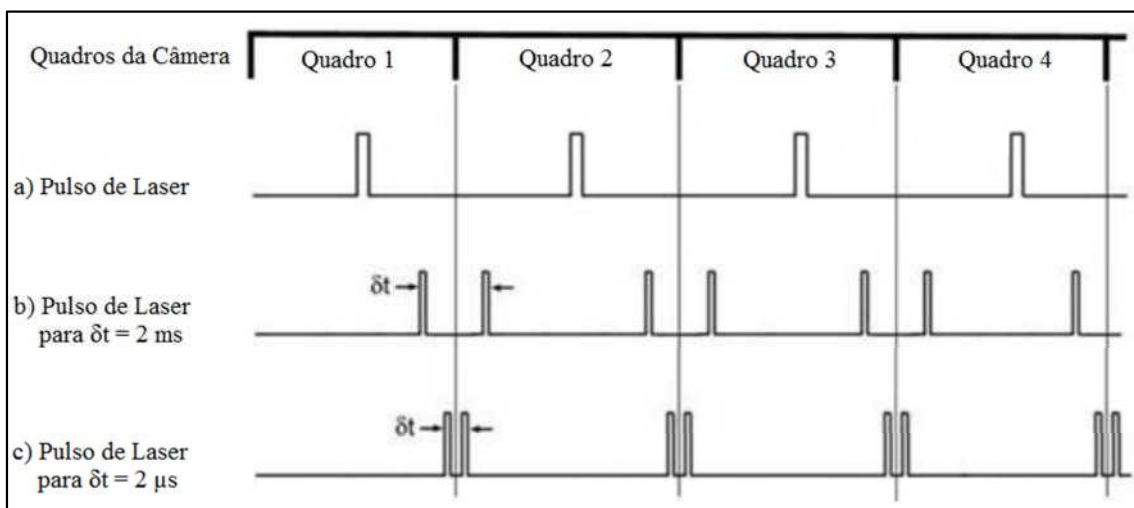 Quadros da Câmera
Quadro 1
Quadro 2
Quadro 3
Quadro 4
a) Pulso de Laser
b) Pulso de Laser
para δt = 2 ms
δt
c) Pulso de Laser
para δt = 2 µs
δt